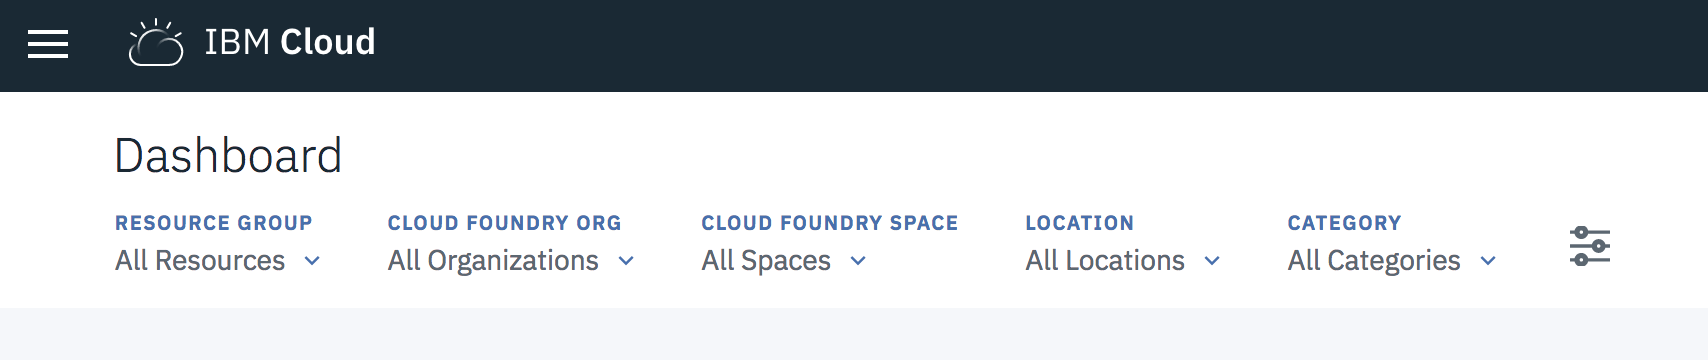 IBM Cloud
Dashboard
RESOURCE GROUP CLOUD FOUNDRY ORG CLOUD FOUNDRY SPACE LOCATION CATEGORY
All Resources All Organizations All Spaces All Locations All Categories